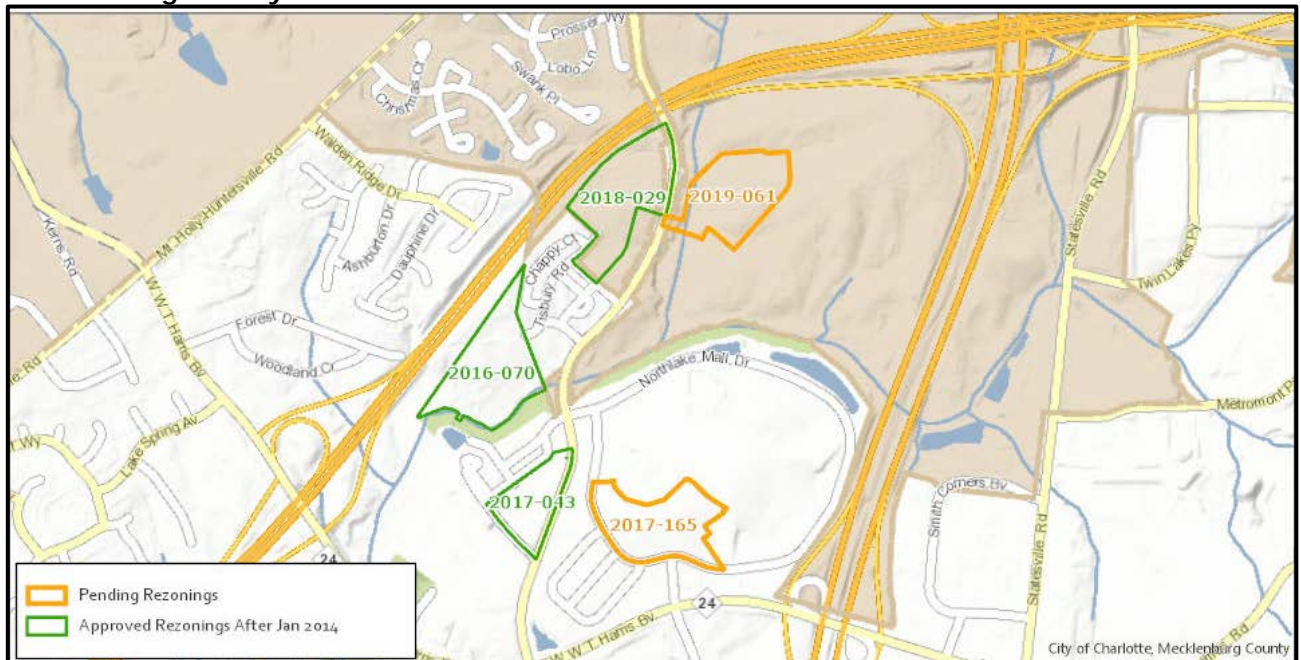 Prosser Wy
Lobo Ln
Swank Pl
Christmas Ct
Walden Ridge Dr
Mt Holly-Huntersville Rd
Kerns Rd
Ashburton Dr
Dauphine Dr
2018-029
2019-061
Statesville Rd
Twin Lakes Py
Chappy Ct
Tisbury Rd
W W T Harris Bv
Forest Dr
Woodland Cr
2016-070
Northlake Mall Dr
Lake Spring Av
2017-043
2017-165
Smith Corners Bv
Statesville Rd
24
24
W W T Harris Bv
Pending Rezonings
Approved Rezonings After Jan 2014
City of Charlotte, Mecklenburg County